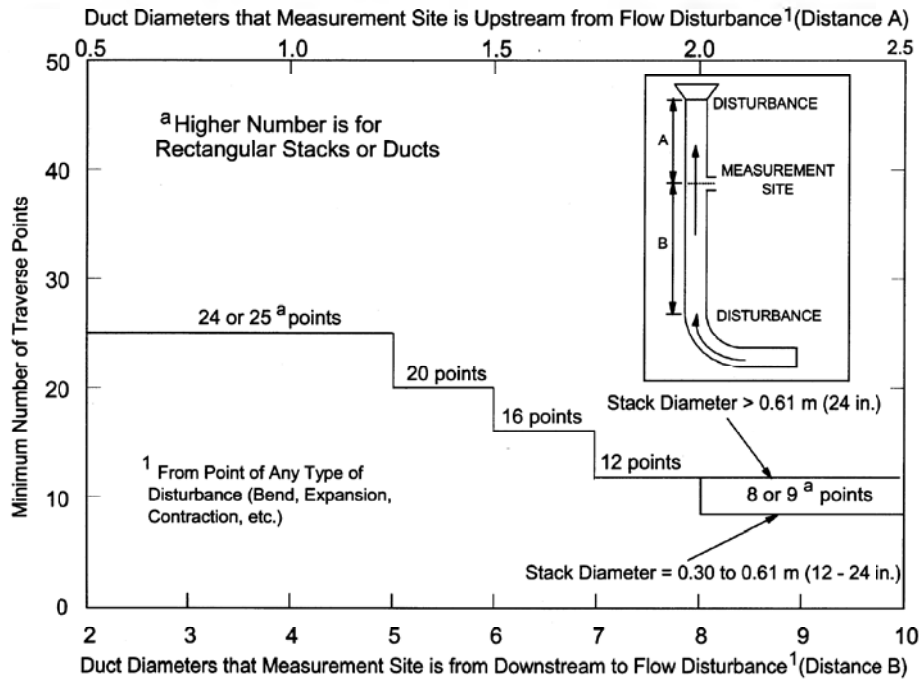 Duct Diameters that Measurement Site is Upstream from Flow Disturbance¹(Distance A)
0.5 1.0 1.5 2.0 2.5
50
40
30
20
10
0
Minimum Number of Traverse Points
ᵃ Higher Number is for
Rectangular Stacks or Ducts
DISTURBANCE
A
MEASUREMENT
SITE
B
DISTURBANCE
24 or 25 ᵃ points
20 points
16 points
Stack Diameter > 0.61 m (24 in.)
12 points
8 or 9 ᵃ points
¹ From Point of Any Type of
Disturbance (Bend, Expansion,
Contraction, etc.)
Stack Diameter = 0.30 to 0.61 m (12 - 24 in.)
2 3 4 5 6 7 8 9 10
Duct Diameters that Measurement Site is from Downstream to Flow Disturbance¹(Distance B)